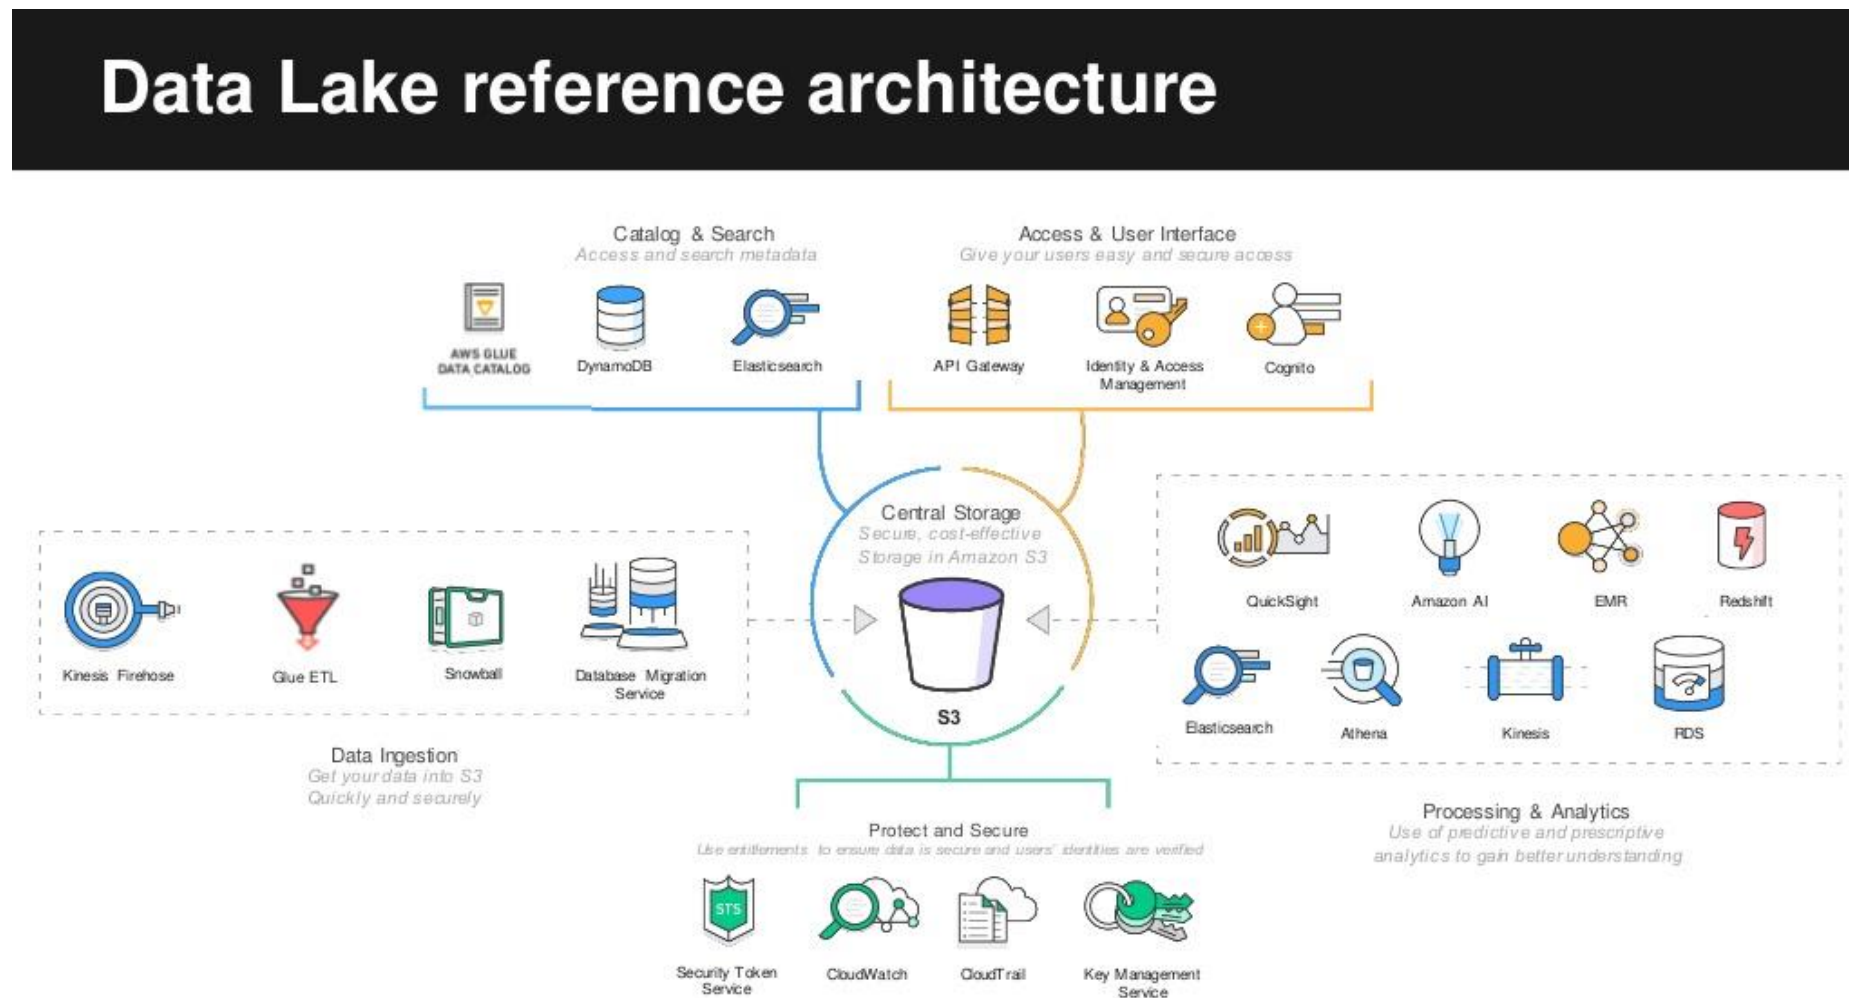 Data Lake reference architecture
Catalog & Search
Access and search metadata
AWS GLUE
DATA CATALOG
DynamoDB
Elasticsearch
Access & User Interface
Give your users easy and secure access
API Gateway
Identity & Access
Management
Cognito
Central Storage
Secure, cost-effective
Storage in Amazon S3
S3
Kinesis Firehose
Glue ETL
Snowball
Database Migration
Service
Data Ingestion
Get your data into S3
Quickly and securely
QuickSight
Amazon AI
EMR
Redshift
Elasticsearch
Athena
Kinesis
RDS
Processing & Analytics
Use of predictive and prescriptive
analytics to gain better understanding
Protect and Secure
Use entitlements to ensure data is secure and users' identities are verified
STS
Security Token
Service
CloudWatch
CloudTrail
Key Management
Service